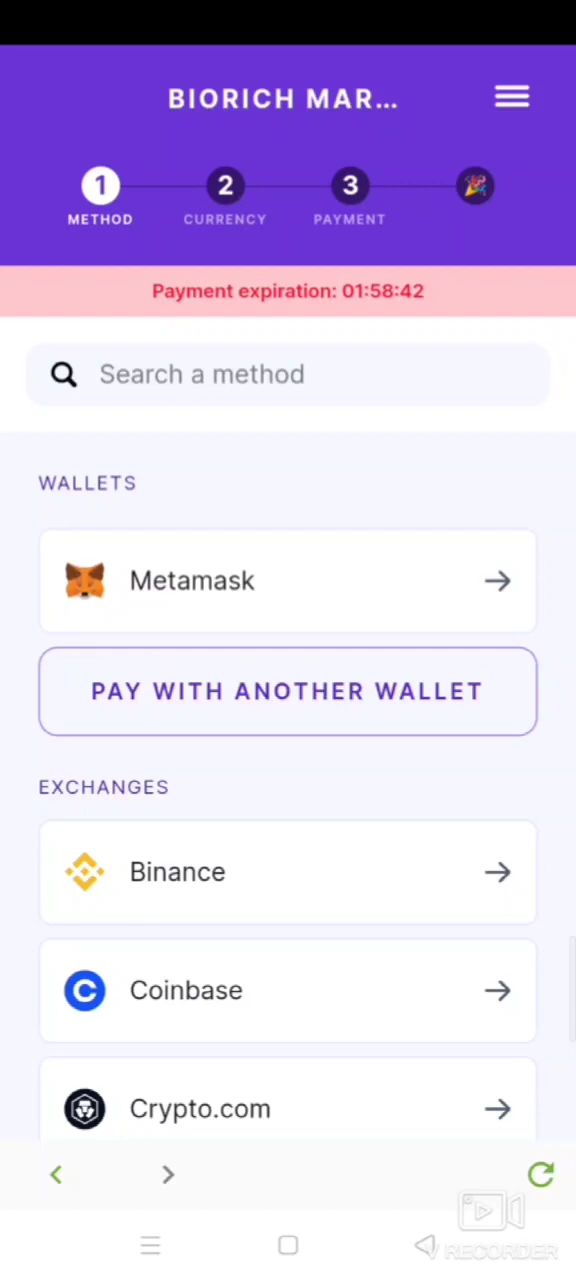 BIORICH MAR...
1
2
3
METHOD
CURRENCY
PAYMENT
Payment expiration: 01:58:42
Search a method
WALLETS
Metamask
PAY WITH ANOTHER WALLET
EXCHANGES
Binance
Coinbase
Crypto.com
RECORDER